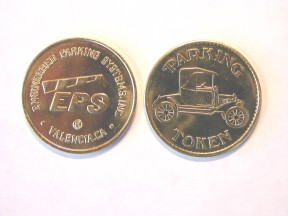 ENGINEERED PARKING SYSTEMS INC
EPS
VALENCIA, CA
PARKING
TOKEN